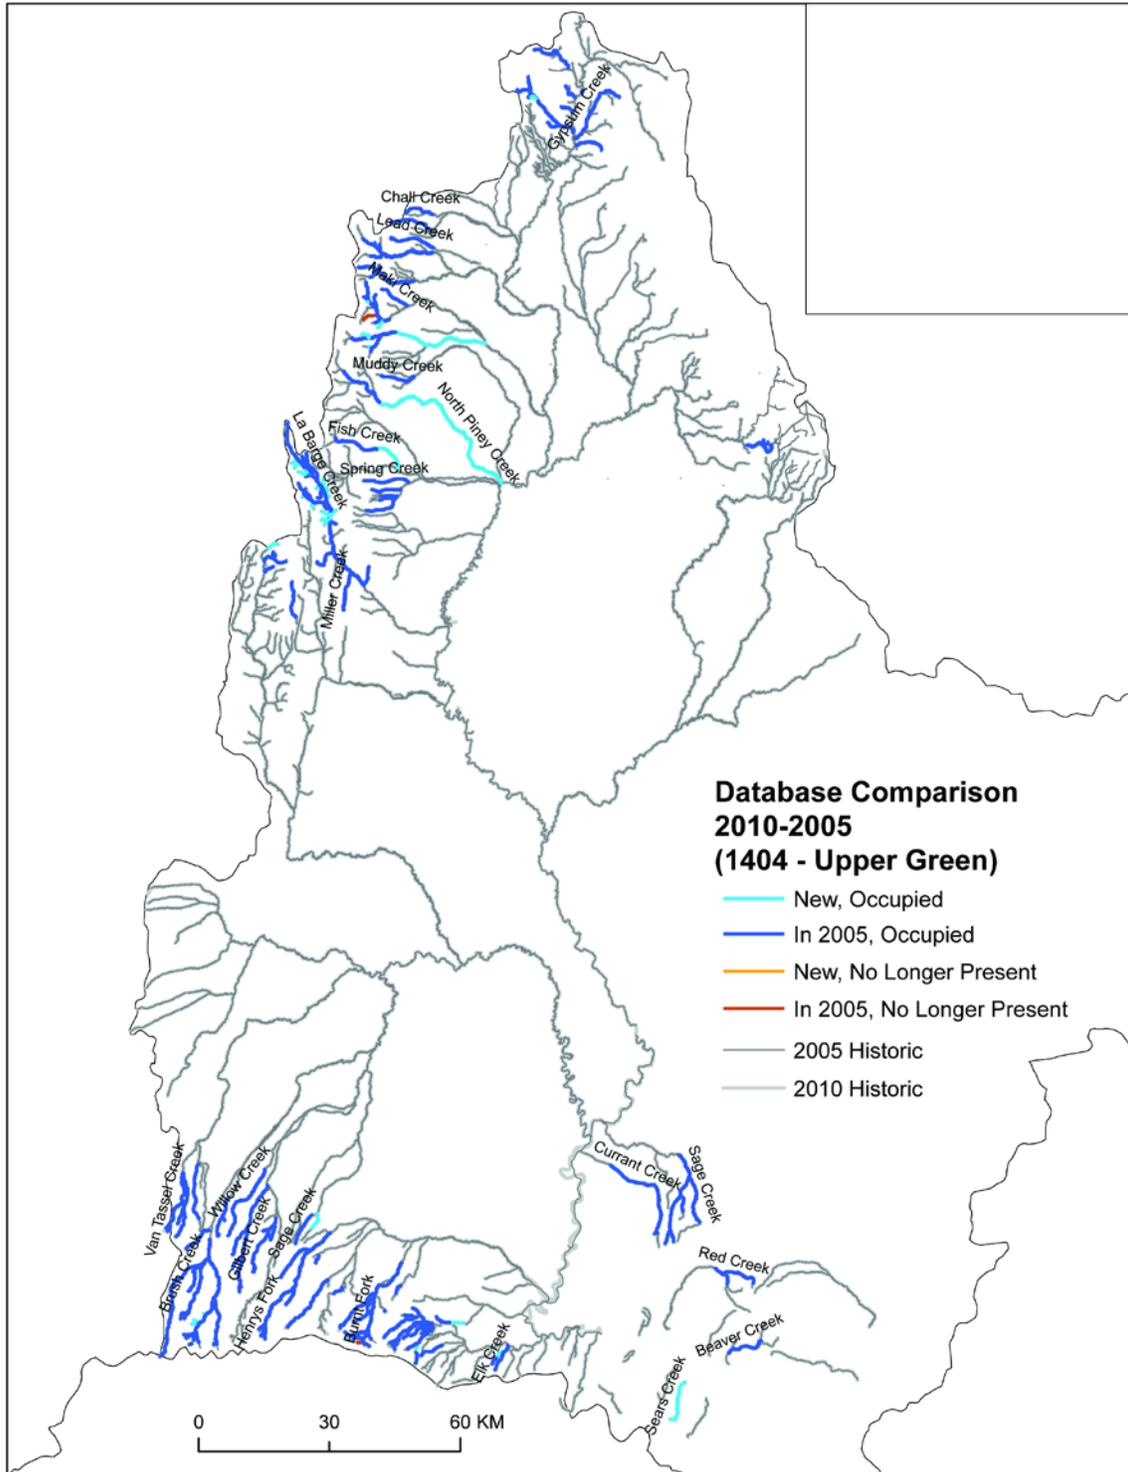 Gypsum Creek
Chall Creek
Lead Creek
Maki Creek
Muddy Creek
North Piney Creek
La Barge Creek
Fish Creek
Spring Creek
Miller Creek
Database Comparison
2010-2005
(1404 - Upper Green)
New, Occupied
In 2005, Occupied
New, No Longer Present
In 2005, No Longer Present
2005 Historic
2010 Historic
Van Tassel Creek
Willow Creek
Gilbert Creek
Sage Creek
Brush Creek
Henrys Fork
Burnt Fork
Elk Creek
Currant Creek
Sage Creek
Red Creek
Beaver Creek
Sears Creek
0 30 60 KM